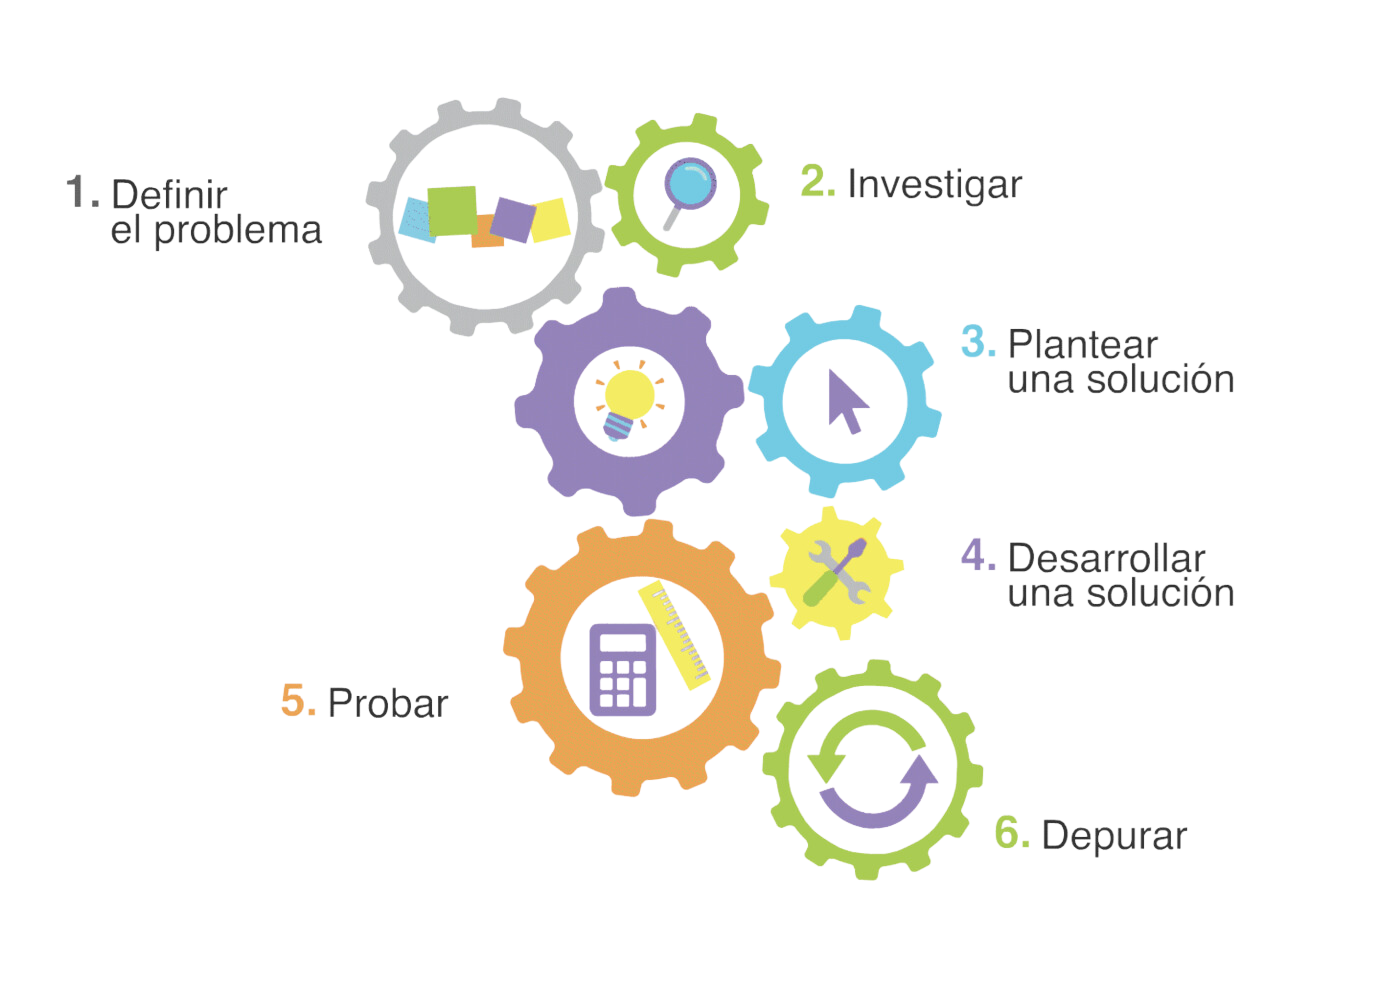 1. Definir
el problema
2. Investigar
3. Plantear
una solución
4. Desarrollar
una solución
5. Probar
6. Depurar